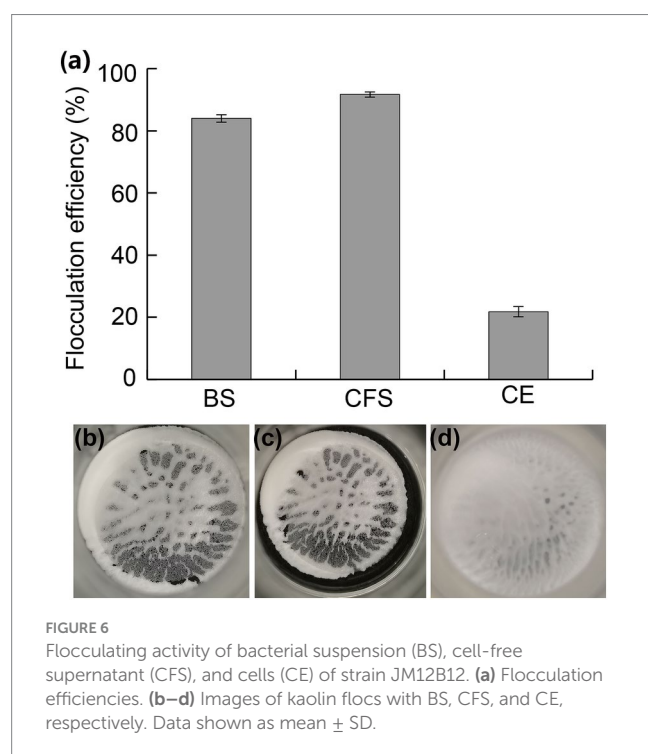 (a)
100
80
60
40
20
0
Flocculation efficiency (%)
BS CFS CE
(b) (c) (d)
FIGURE 6
Flocculating activity of bacterial suspension (BS), cell-free
supernatant (CFS), and cells (CE) of strain JM12B12. (a) Flocculation
efficiencies. (b–d) Images of kaolin flocs with BS, CFS, and CE,
respectively. Data shown as mean ± SD.